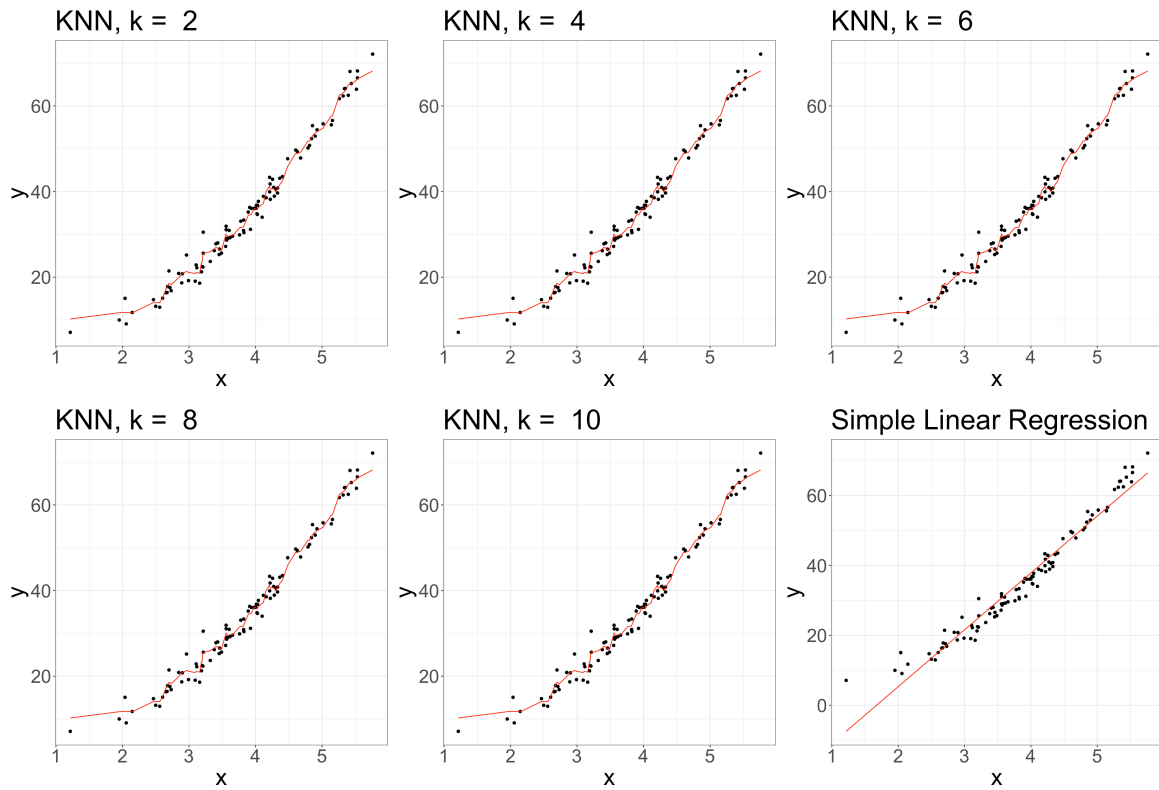 KNN, k = 2
KNN, k = 4
KNN, k = 6
y
60
40
20
1 2 3 4 5
x
y
60
40
20
1 2 3 4 5
x
y
60
40
20
1 2 3 4 5
x
KNN, k = 8
KNN, k = 10
Simple Linear Regression
y
60
40
20
1 2 3 4 5
x
y
60
40
20
1 2 3 4 5
x
y
60
40
20
0
1 2 3 4 5
x